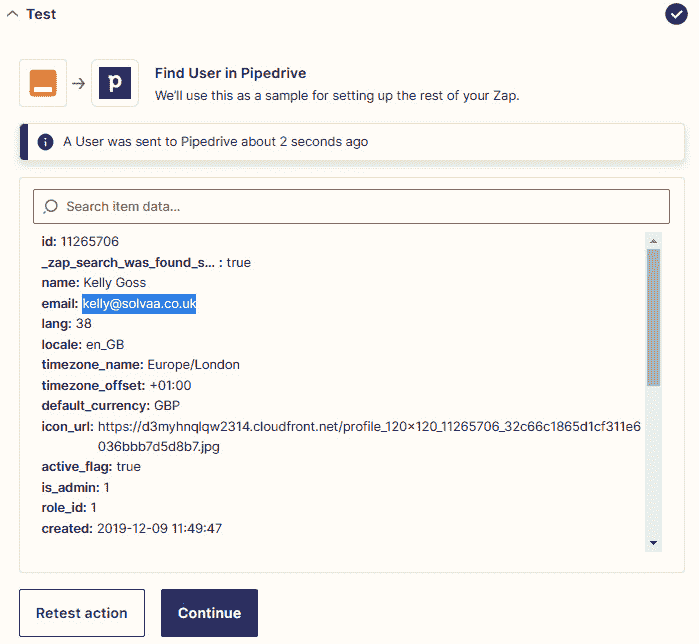 Test
p
Find User in Pipedrive
We'll use this as a sample for setting up the rest of your Zap.
A User was sent to Pipedrive about 2 seconds ago
Search item data...
id: 11265706
_zap_search_was_found_s... : true
name: Kelly Goss
email: kelly@solvaa.co.uk
lang: 38
locale: en_GB
timezone_name: Europe/London
timezone_offset: +01:00
default_currency: GBP
icon_url: https://d3myhnqlqw2314.cloudfront.net/profile_120×120_11265706_32c66c1865d1cf311e6
036bbb7d5d8b7.jpg
active_flag: true
is_admin: 1
role_id: 1
created: 2019-12-09 11:49:47
Retest action
Continue